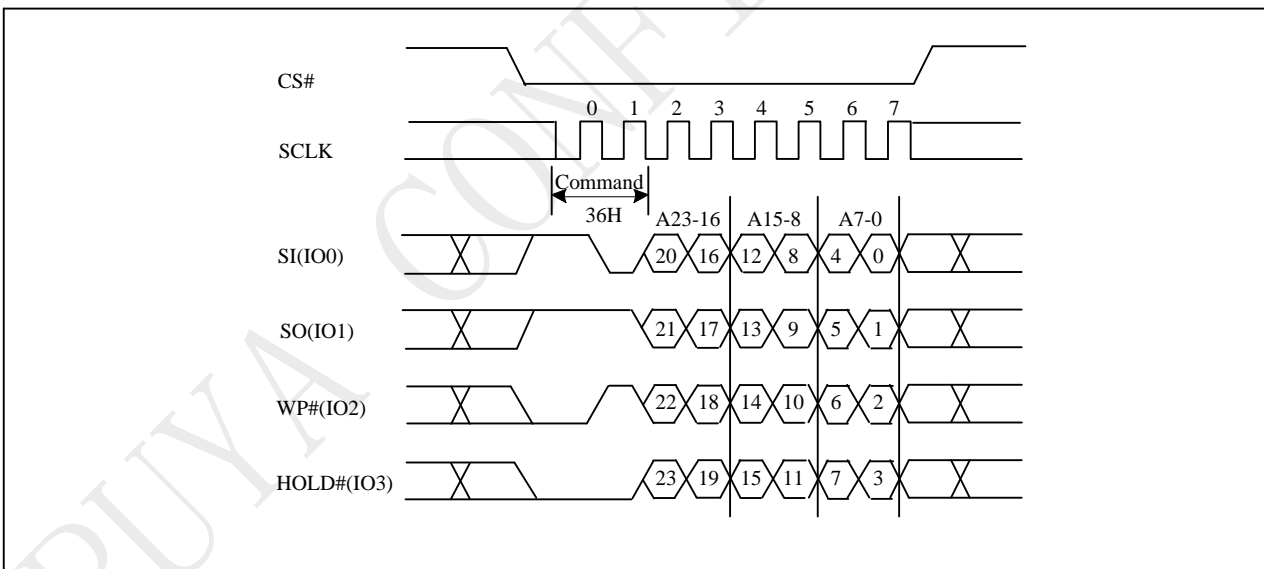 PUYA CONF
CS#
0 1 2 3 4 5 6 7
SCLK
Command
36H
A23-16 A15-8 A7-0
SI(IO0) 20 16 12 8 4 0
SO(IO1) 21 17 13 9 5 1
WP#(IO2) 22 18 14 10 6 2
HOLD#(IO3) 23 19 15 11 7 3